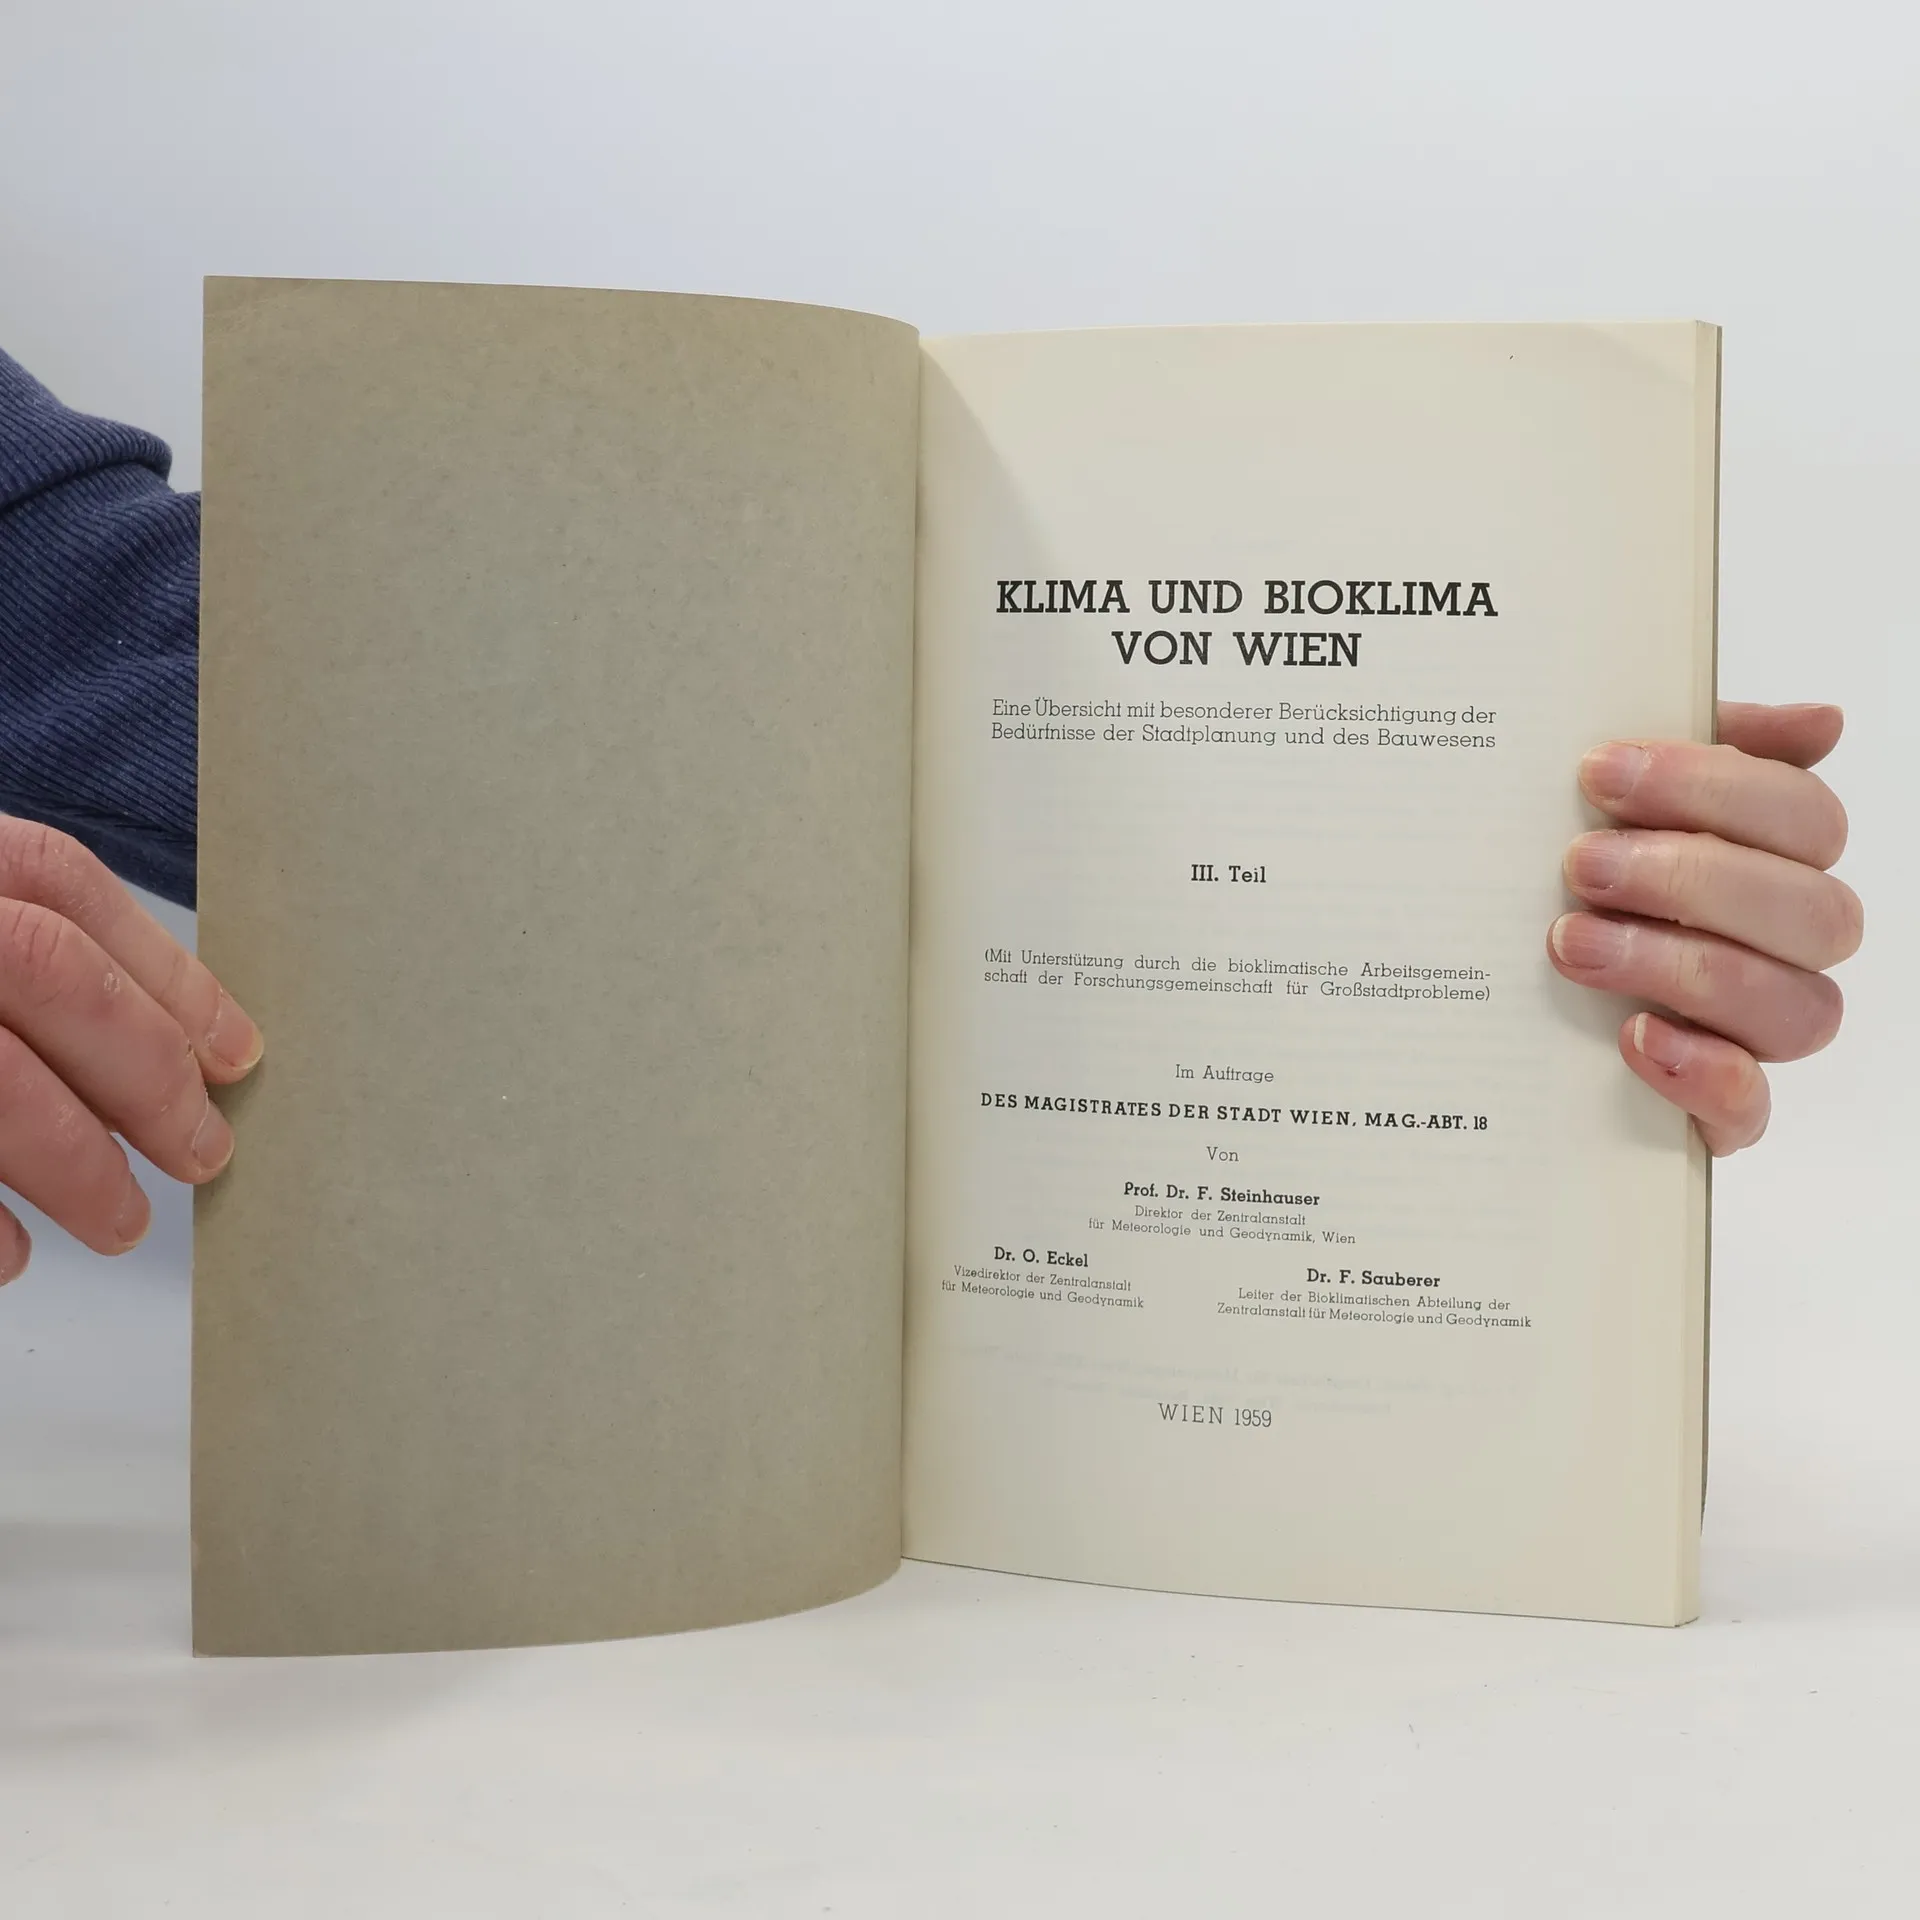 KLIMA UND BIOKLIMA
VON WIEN
Eine Übersicht mit besonderer Berücksichtigung der
Bedürfnisse der Stadtplanung und des Bauwesens
III. Teil
(Mit Unterstützung durch die bioklimatische Arbeitsgemein-
schaft der Forschungsgemeinschaft für Großstadtprobleme)
Im Auftrage
DES MAGISTRATES DER STADT WIEN, MAG.-ABT. 18
Von
Prof. Dr. F. Steinhauser
Direktor der Zentralanstalt
für Meteorologie und Geodynamik, Wien
Dr. O. Eckel
Vizedirektor der Zentralanstalt
für Meteorologie und Geodynamik
Dr. F. Sauberer
Leiter der Bioklimatischen Abteilung der
Zentralanstalt für Meteorologie und Geodynamik
WIEN 1959